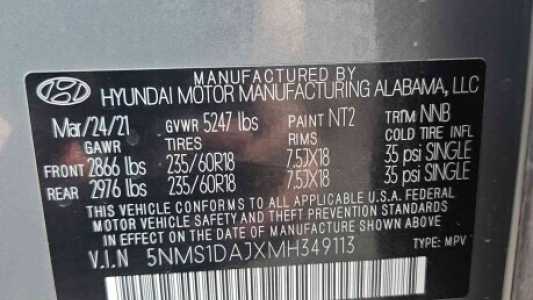 MANUFACTURED BY
HYUNDAI MOTOR MANUFACTURING ALABAMA, LLC
Mar/24/21 GVWR 5247 lbs PAINT NT2 TRIM NNB
GAWR TIRES RIMS COLD TIRE INFL.
FRONT 2866 lbs 235/60R18 7.5JX18 35 psi SINGLE
REAR 2976 lbs 235/60R18 7.5JX18 35 psi SINGLE
THIS VEHICLE CONFORMS TO ALL APPLICABLE U.S.A FEDERAL
MOTOR VEHICLE SAFETY AND THEFT PREVENTION STANDARDS
IN EFFECT ON THE DATE OF MANUFACTURE SHOWN ABOVE.
V.I.N 5NMS1DAJXMH349113 TYPE: MPV